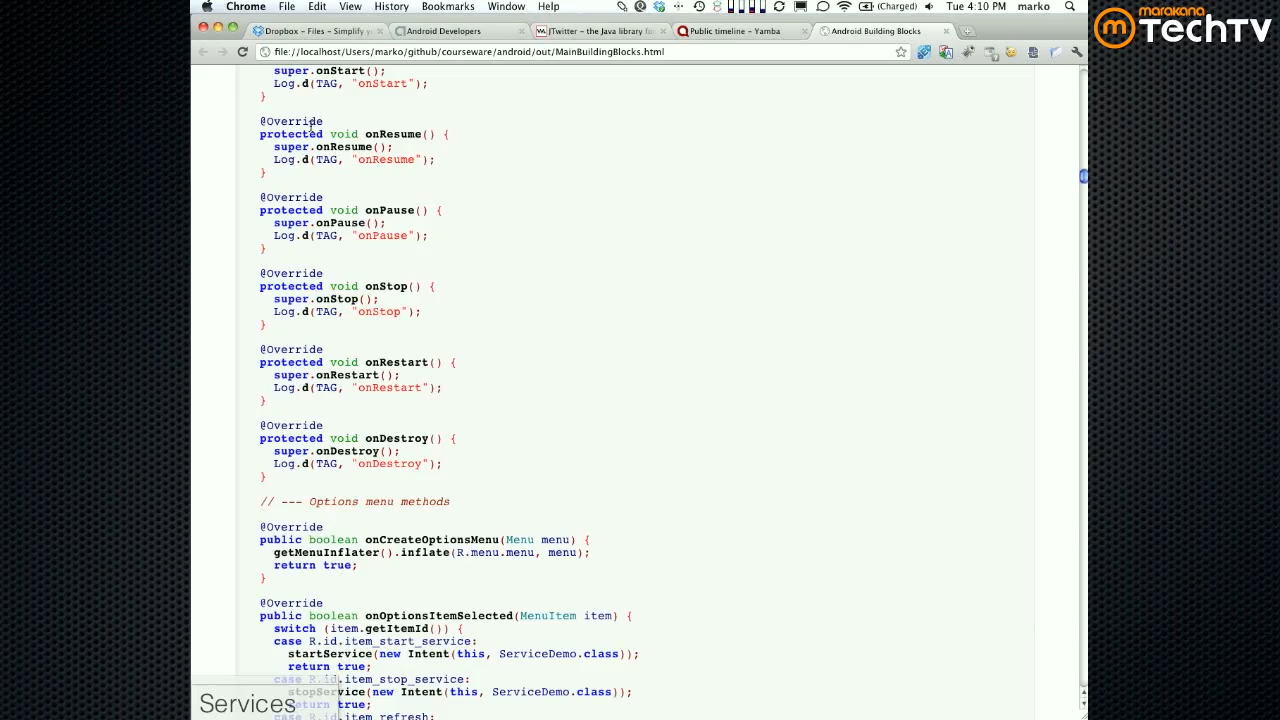 Chrome File Edit View History Bookmarks Window Help (Charged) Tue 4:10 PM marko
marakana
TechTV
Dropbox – Files – Simplify y
Android Developers
JTwitter – the Java library fo
Public timeline – Yamba
Android Building Blocks
file://localhost/Users/marko/github/courseware/android/out/MainBuildingBlocks.html
super.onStart();
Log.d(TAG, "onStart");
}
@Override
protected void onResume() {
super.onResume();
Log.d(TAG, "onResume");
}
@Override
protected void onPause() {
super.onPause();
Log.d(TAG, "onPause");
}
@Override
protected void onStop() {
super.onStop();
Log.d(TAG, "onStop");
}
@Override
protected void onRestart() {
super.onRestart();
Log.d(TAG, "onRestart");
}
@Override
protected void onDestroy() {
super.onDestroy();
Log.d(TAG, "onDestroy");
}
// --- Options menu methods
@Override
public boolean onCreateOptionsMenu(Menu menu) {
getMenuInflater().inflate(R.menu.menu, menu);
return true;
}
@Override
public boolean onOptionsItemSelected(MenuItem item) {
switch (item.getItemId()) {
case R.id.item_start_service:
startService(new Intent(this, ServiceDemo.class));
return true;
case R.id.item_stop_service:
stopService(new Intent(this, ServiceDemo.class));
return true;
case R.id.item_refresh:
Services